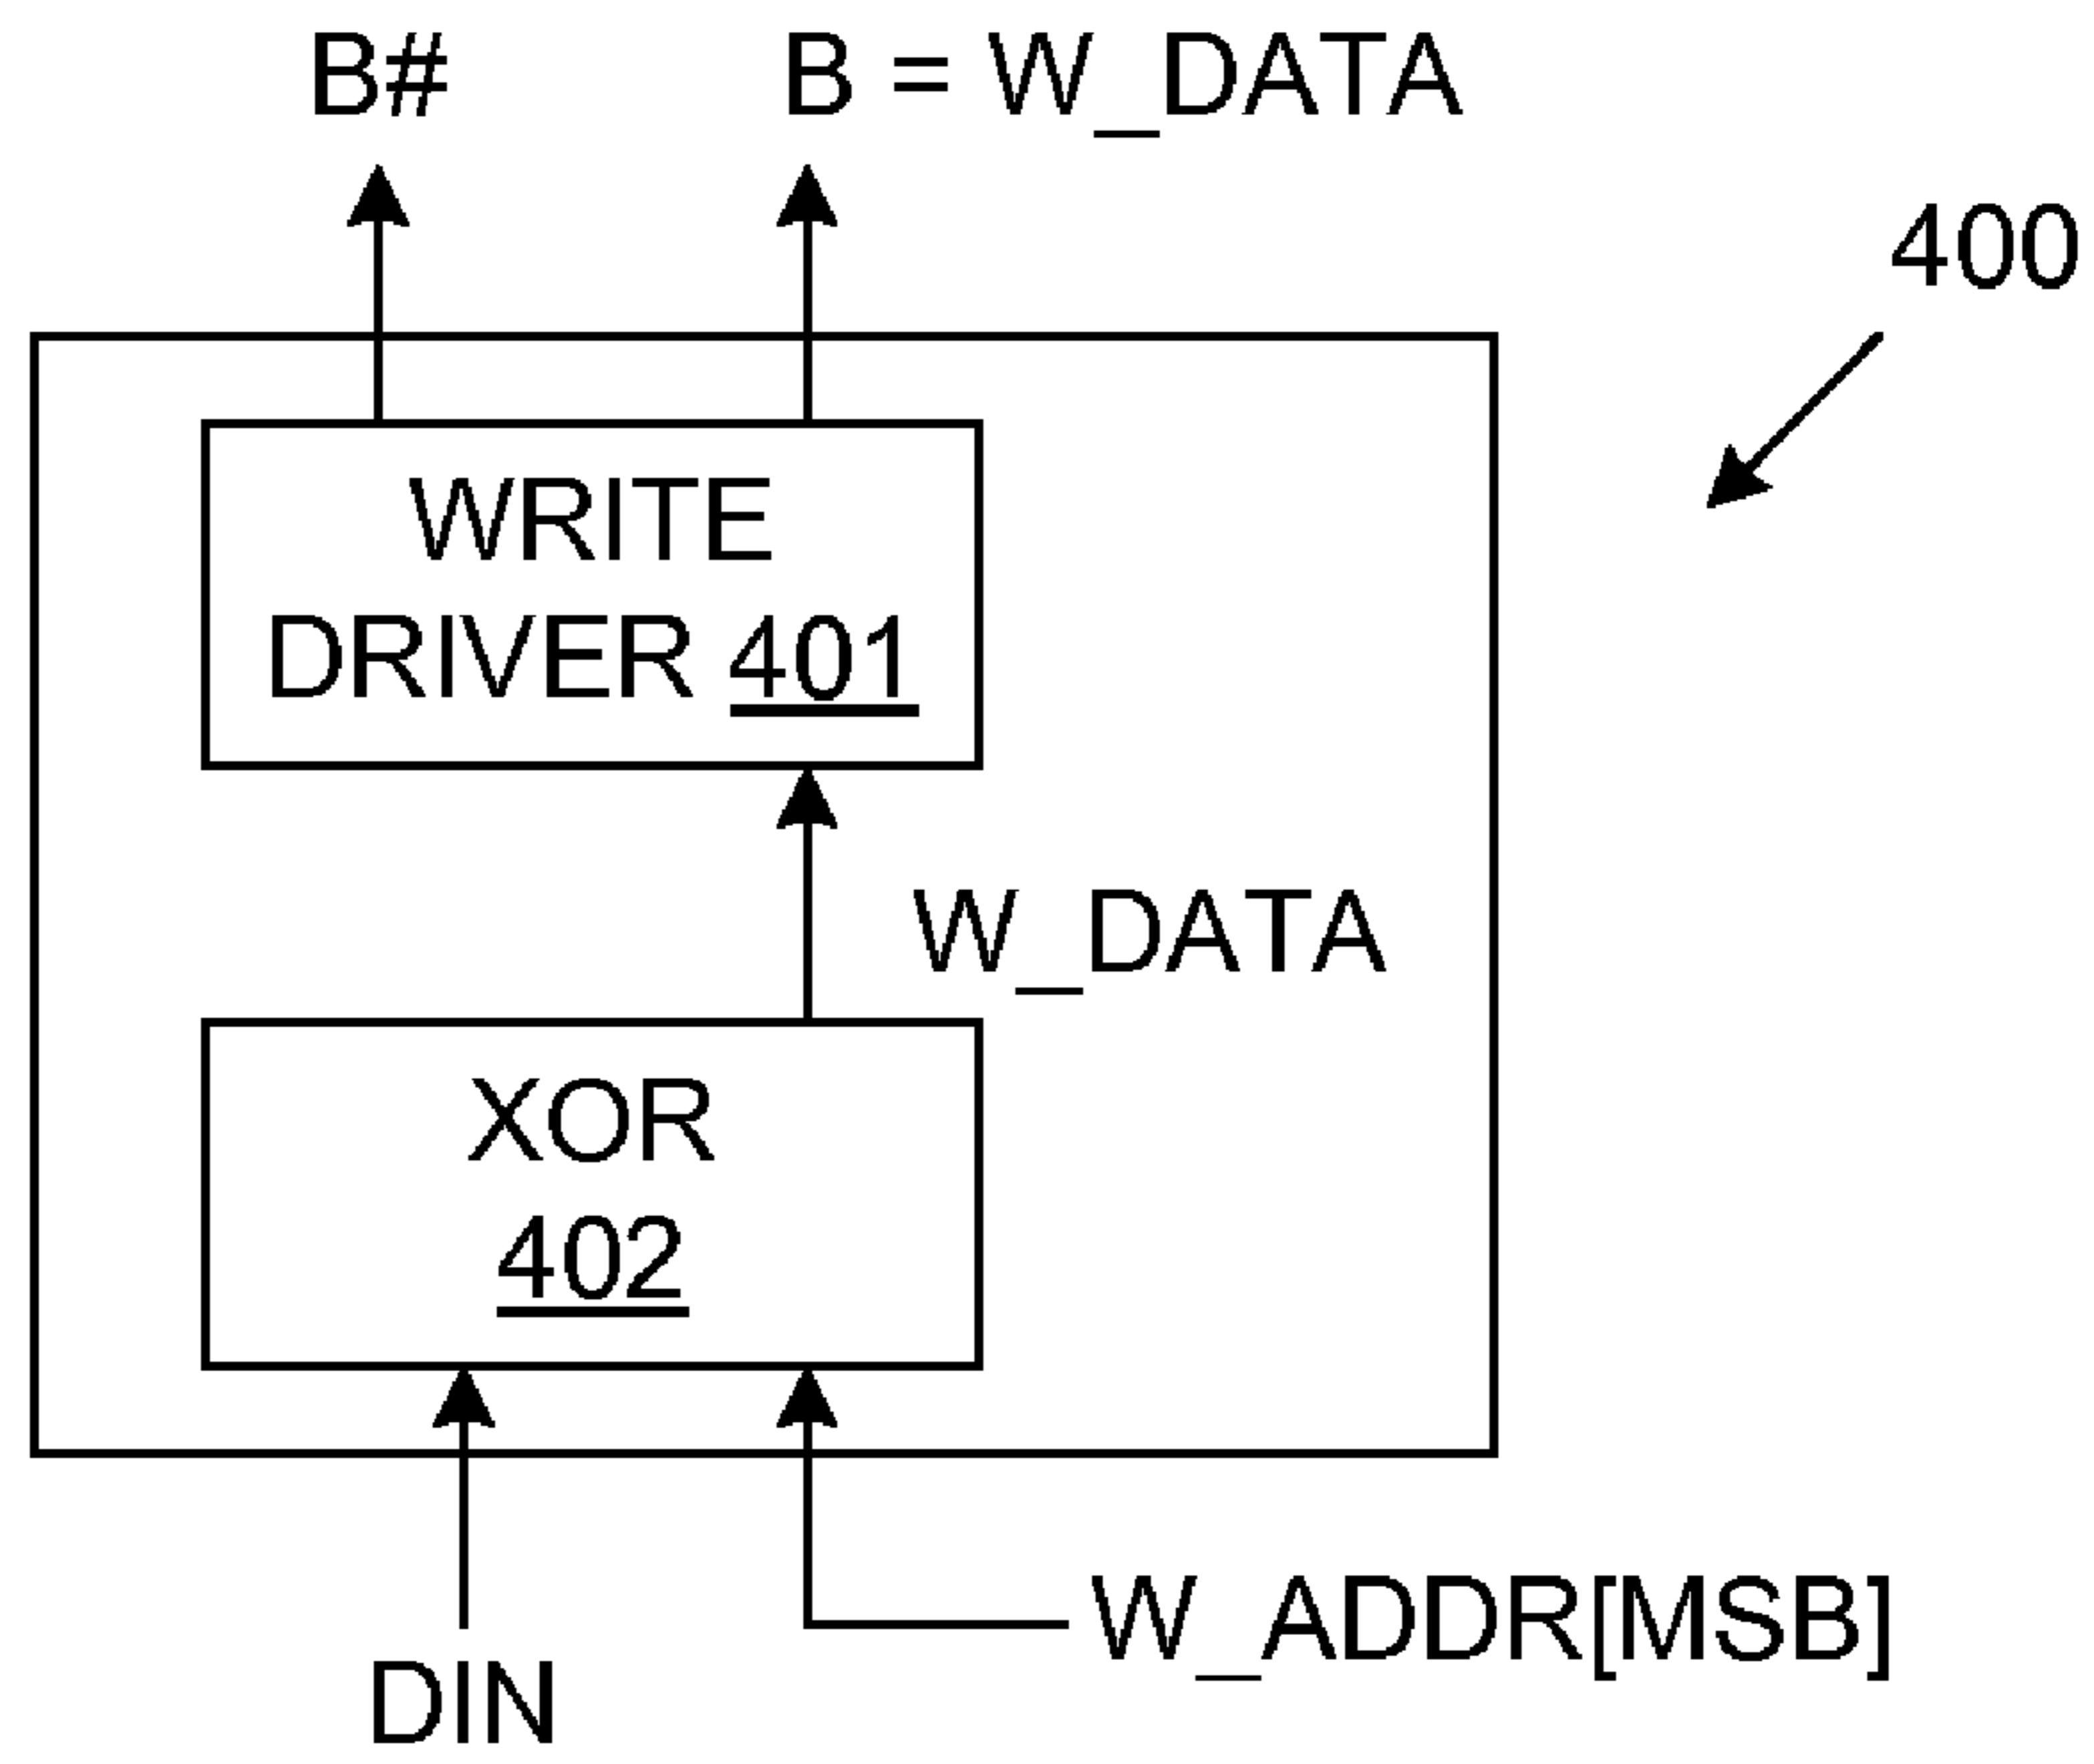 B# B = W_DATA
400
WRITE
DRIVER 401
W_DATA
XOR
402
W_ADDR[MSB]
DIN